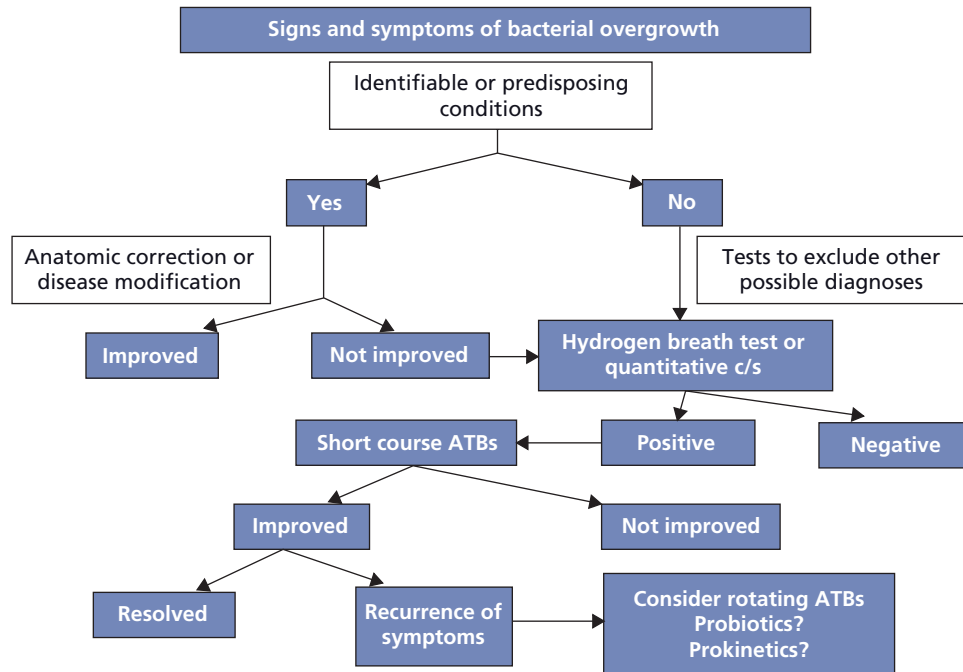 Signs and symptoms of bacterial overgrowth
Identifiable or predisposing
conditions
Yes
No
Anatomic correction or
disease modification
Tests to exclude other
possible diagnoses
Improved
Not improved
Hydrogen breath test or
quantitative c/s
Short course ATBs
Positive
Negative
Improved
Not improved
Resolved
Recurrence of
symptoms
Consider rotating ATBs
Probiotics?
Prokinetics?